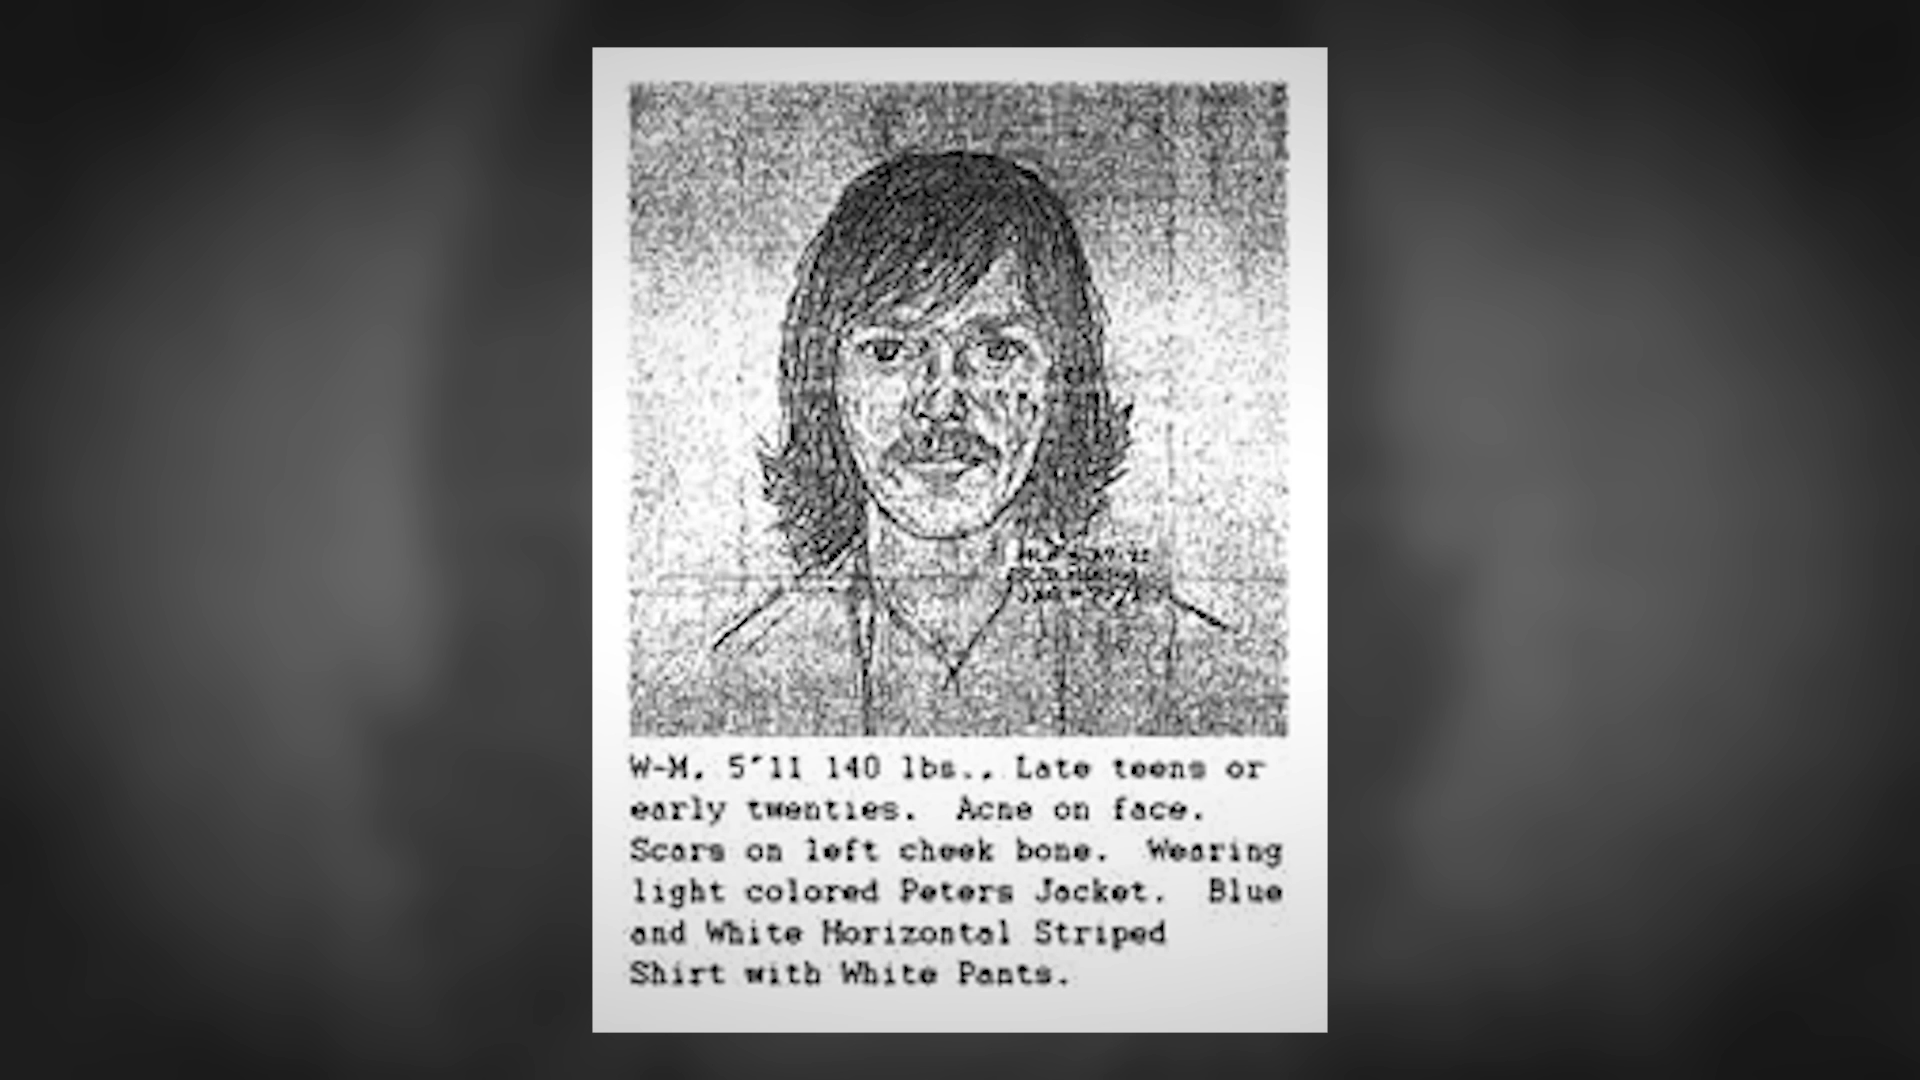 W-M, 5'11 140 lbs., Late teens or
early twenties. Acne on face.
Scars on left cheek bone. Wearing
light colored Peters Jacket. Blue
and White Horizontal Striped
Shirt with White Pants.